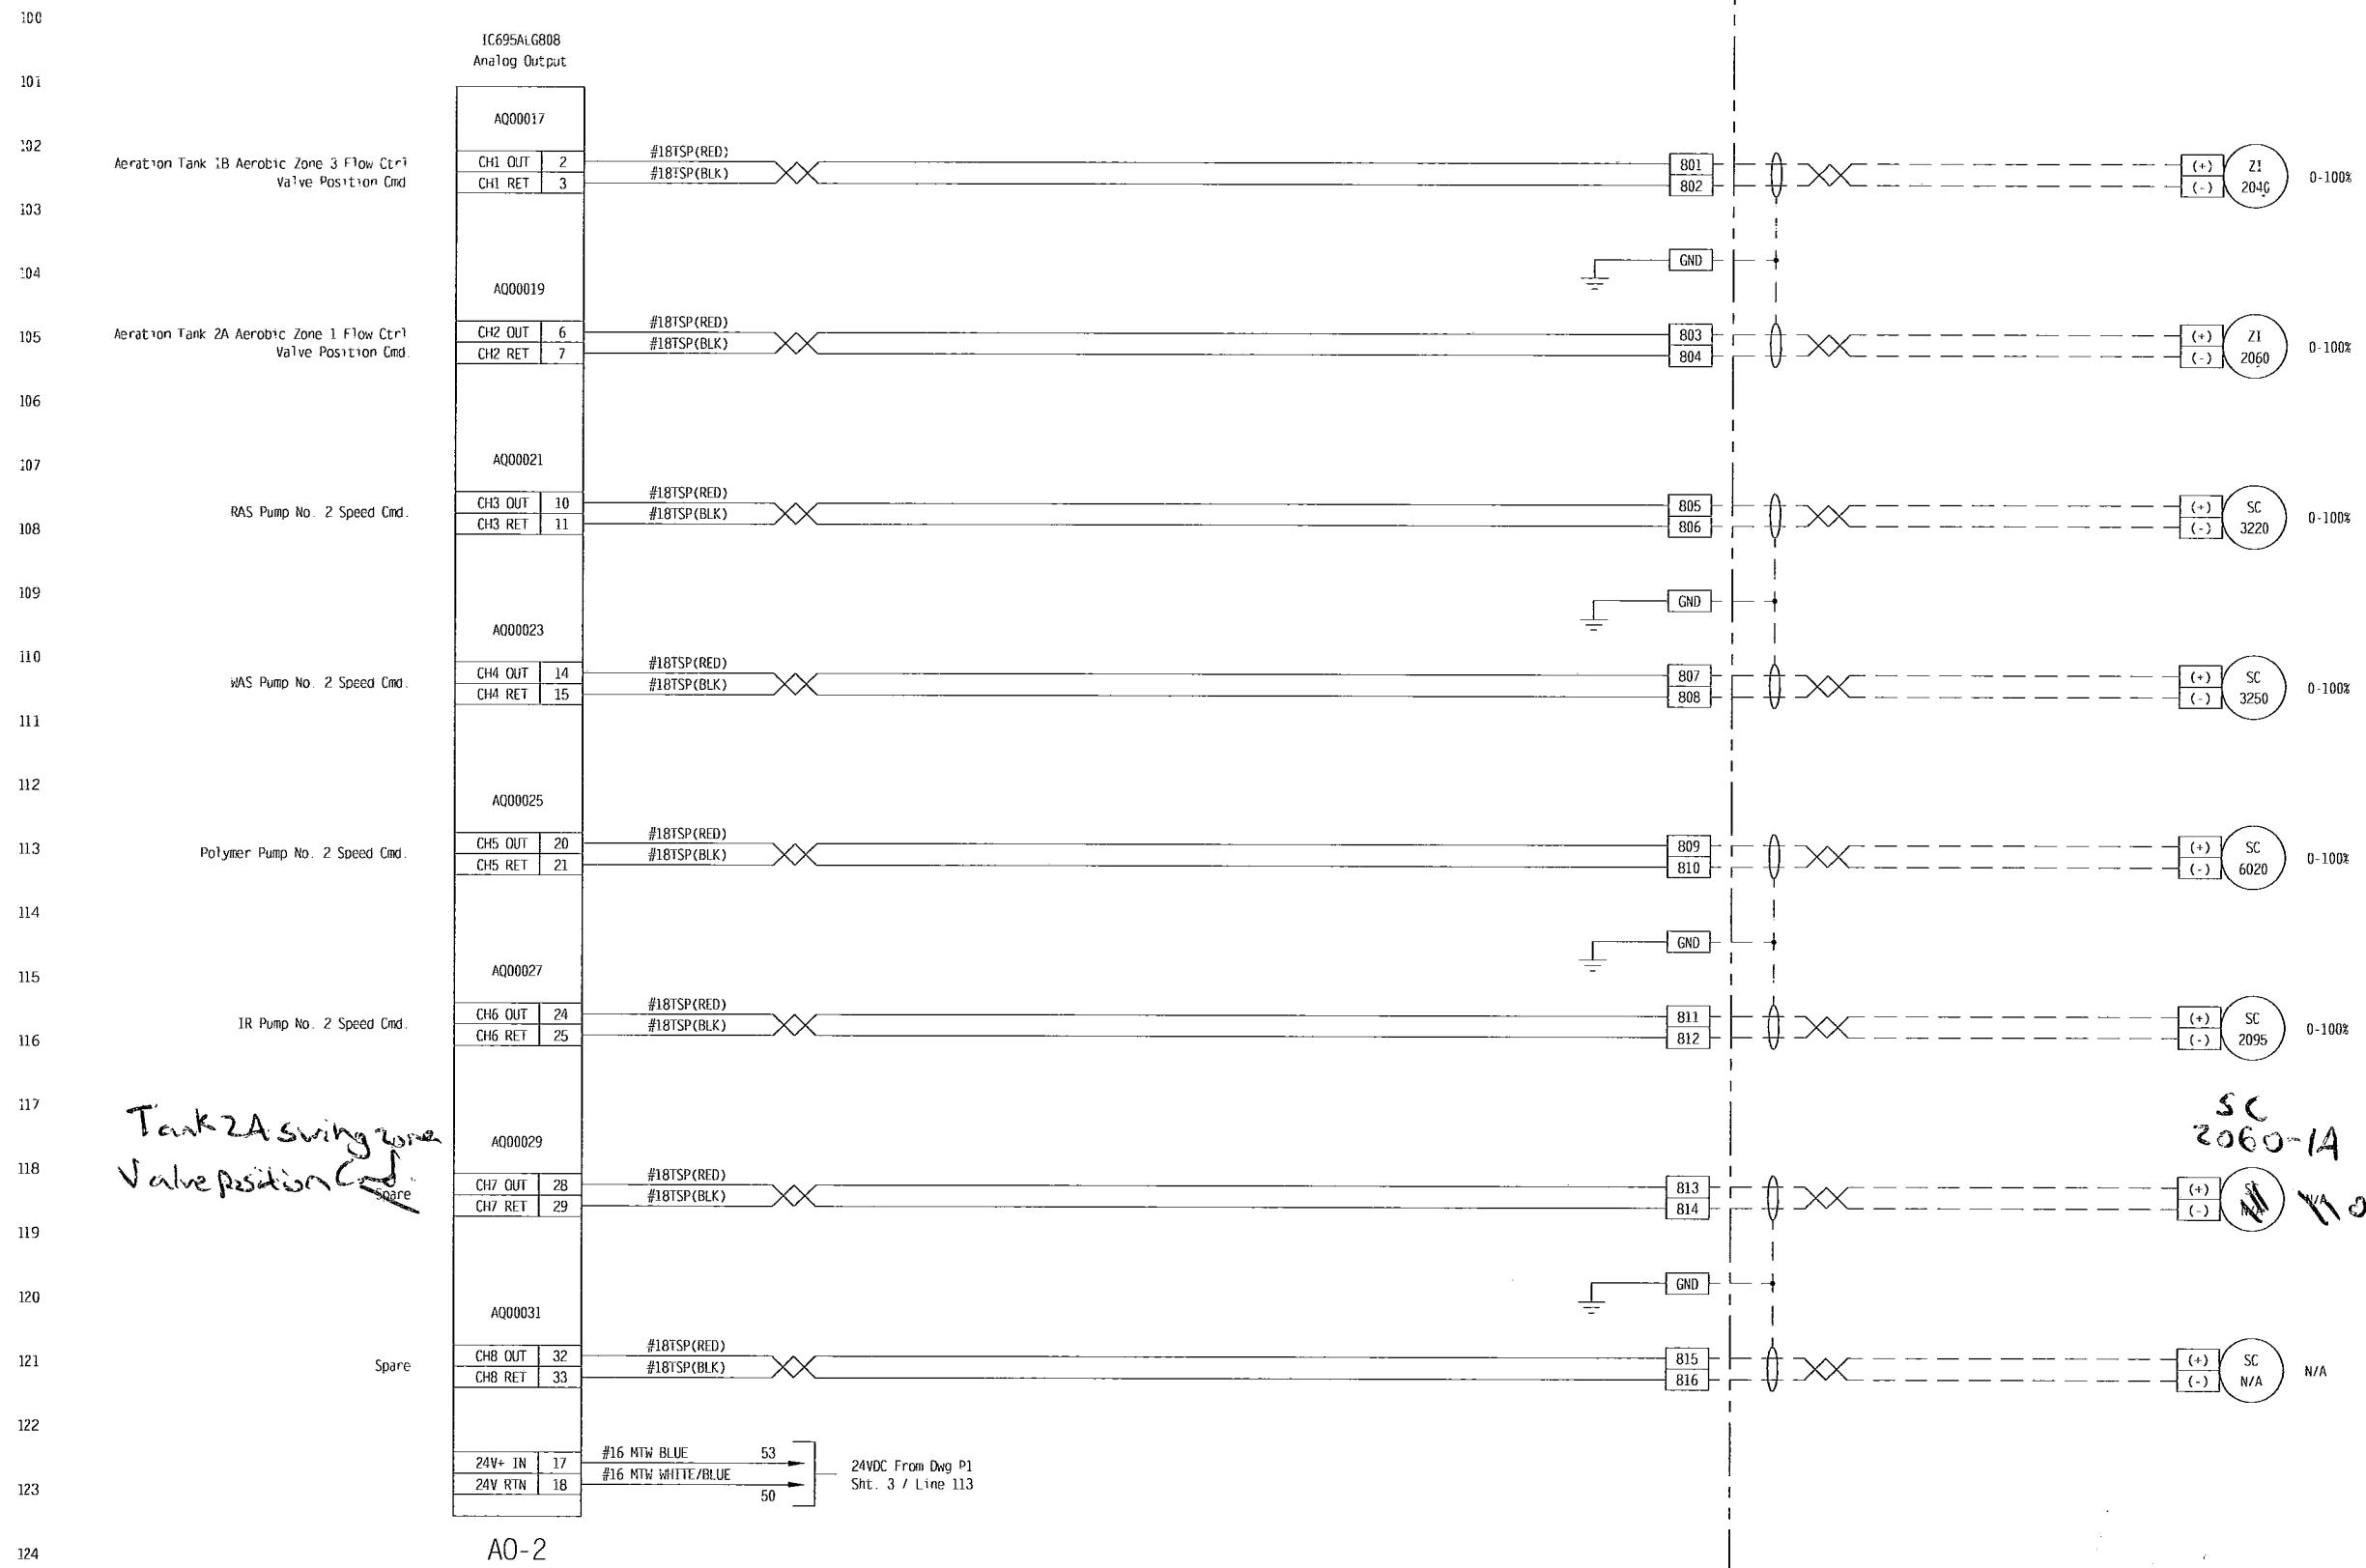 100
IC695ALG808
Analog Output
101
AQ00017
102
Aeration Tank 1B Aerobic Zone 3 Flow Ctrl
Valve Position Cmd
CH1 OUT 2
CH1 RET 3
#18TSP(RED)
#18TSP(BLK)
801
802
(+)
(-)
ZI
2040
0-100%
103
104
GND
AQ00019
105
Aeration Tank 2A Aerobic Zone 1 Flow Ctrl
Valve Position Cmd.
CH2 OUT 6
CH2 RET 7
#18TSP(RED)
#18TSP(BLK)
803
804
(+)
(-)
ZI
2060
0-100%
106
107
AQ00021
RAS Pump No. 2 Speed Cmd.
CH3 OUT 10
CH3 RET 11
#18TSP(RED)
#18TSP(BLK)
805
806
(+)
(-)
SC
3220
0-100%
108
109
GND
AQ00023
110
WAS Pump No. 2 Speed Cmd.
CH4 OUT 14
CH4 RET 15
#18TSP(RED)
#18TSP(BLK)
807
808
(+)
(-)
SC
3250
0-100%
111
112
AQ00025
113
Polymer Pump No. 2 Speed Cmd.
CH5 OUT 20
CH5 RET 21
#18TSP(RED)
#18TSP(BLK)
809
810
(+)
(-)
SC
6020
0-100%
114
GND
115
AQ00027
IR Pump No. 2 Speed Cmd.
CH6 OUT 24
CH6 RET 25
#18TSP(RED)
#18TSP(BLK)
811
812
(+)
(-)
SC
2095
0-100%
116
117
Tank 2A swing zone
Valve position Cmd.
Spare
AQ00029
118
CH7 OUT 28
CH7 RET 29
#18TSP(RED)
#18TSP(BLK)
813
814
SC
2060-1A
(+)
(-)
N/A
N/A
0
119
120
GND
AQ00031
121
Spare
CH8 OUT 32
CH8 RET 33
#18TSP(RED)
#18TSP(BLK)
815
816
(+)
(-)
SC
N/A
N/A
122
24V+ IN 17
24V RTN 18
#16 MTW BLUE 53
#16 MTW WHITE/BLUE
50
24VDC From Dwg P1
Sht. 3 / Line 113
123
124
AO-2